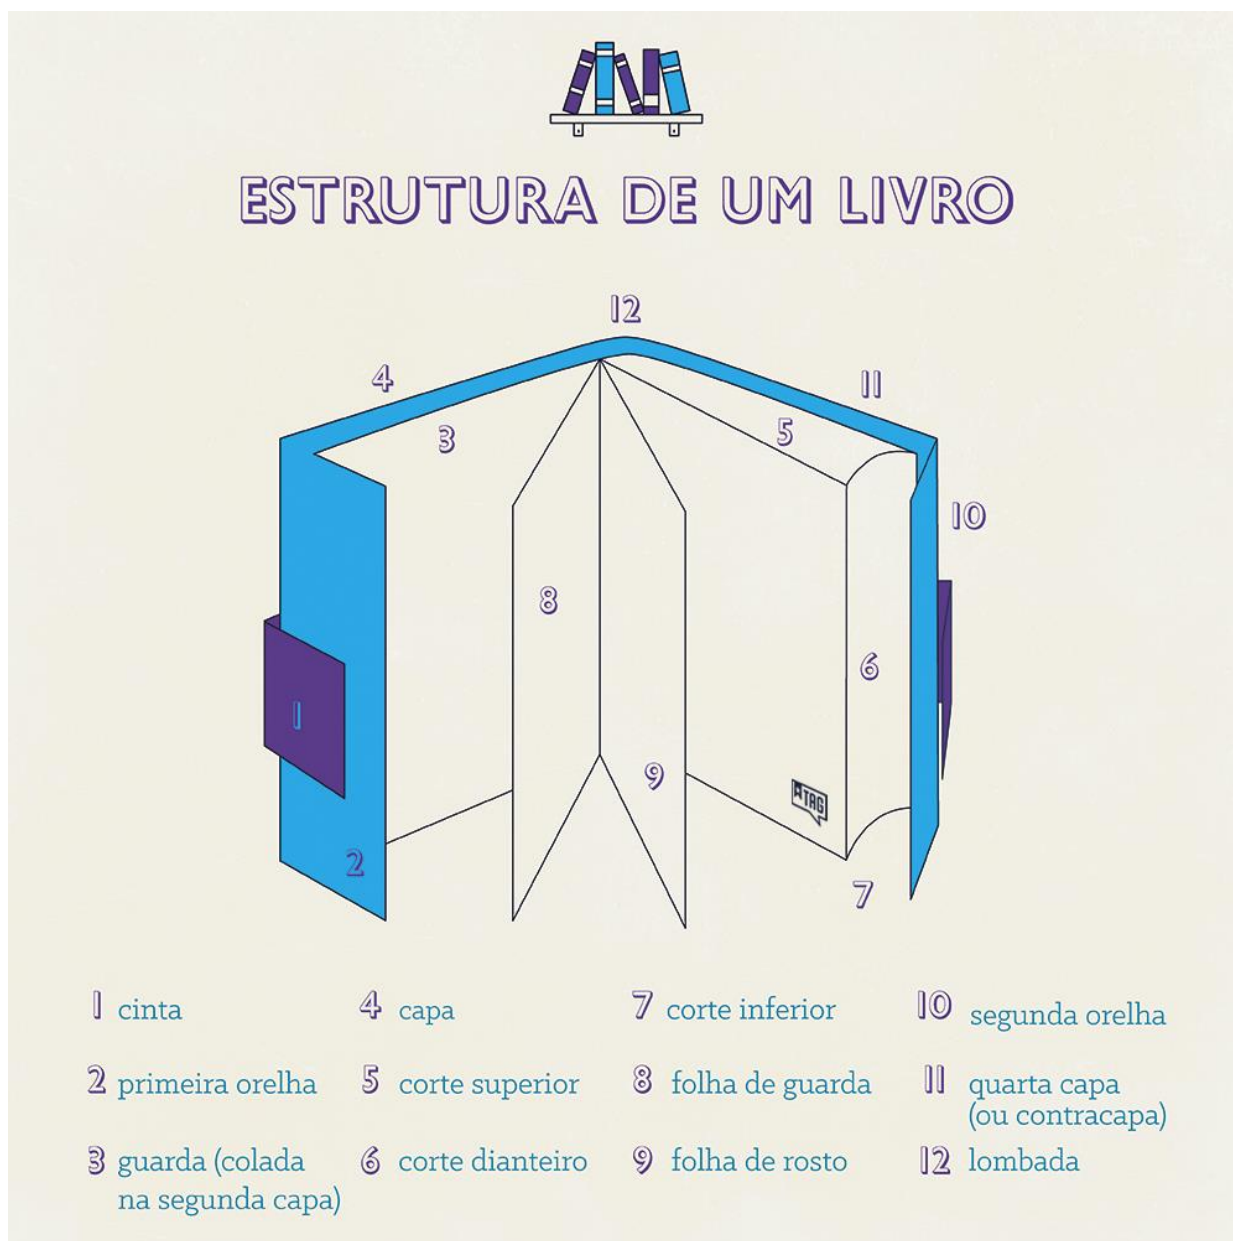 ESTRUTURA DE UM LIVRO
12
4
11
3
5
10
8
6
1
9
TAG
2
7
1 cinta
4 capa
7 corte inferior
10 segunda orelha
2 primeira orelha
5 corte superior
8 folha de guarda
11 quarta capa
(ou contracapa)
3 guarda (colada
na segunda capa)
6 corte dianteiro
9 folha de rosto
12 lombada